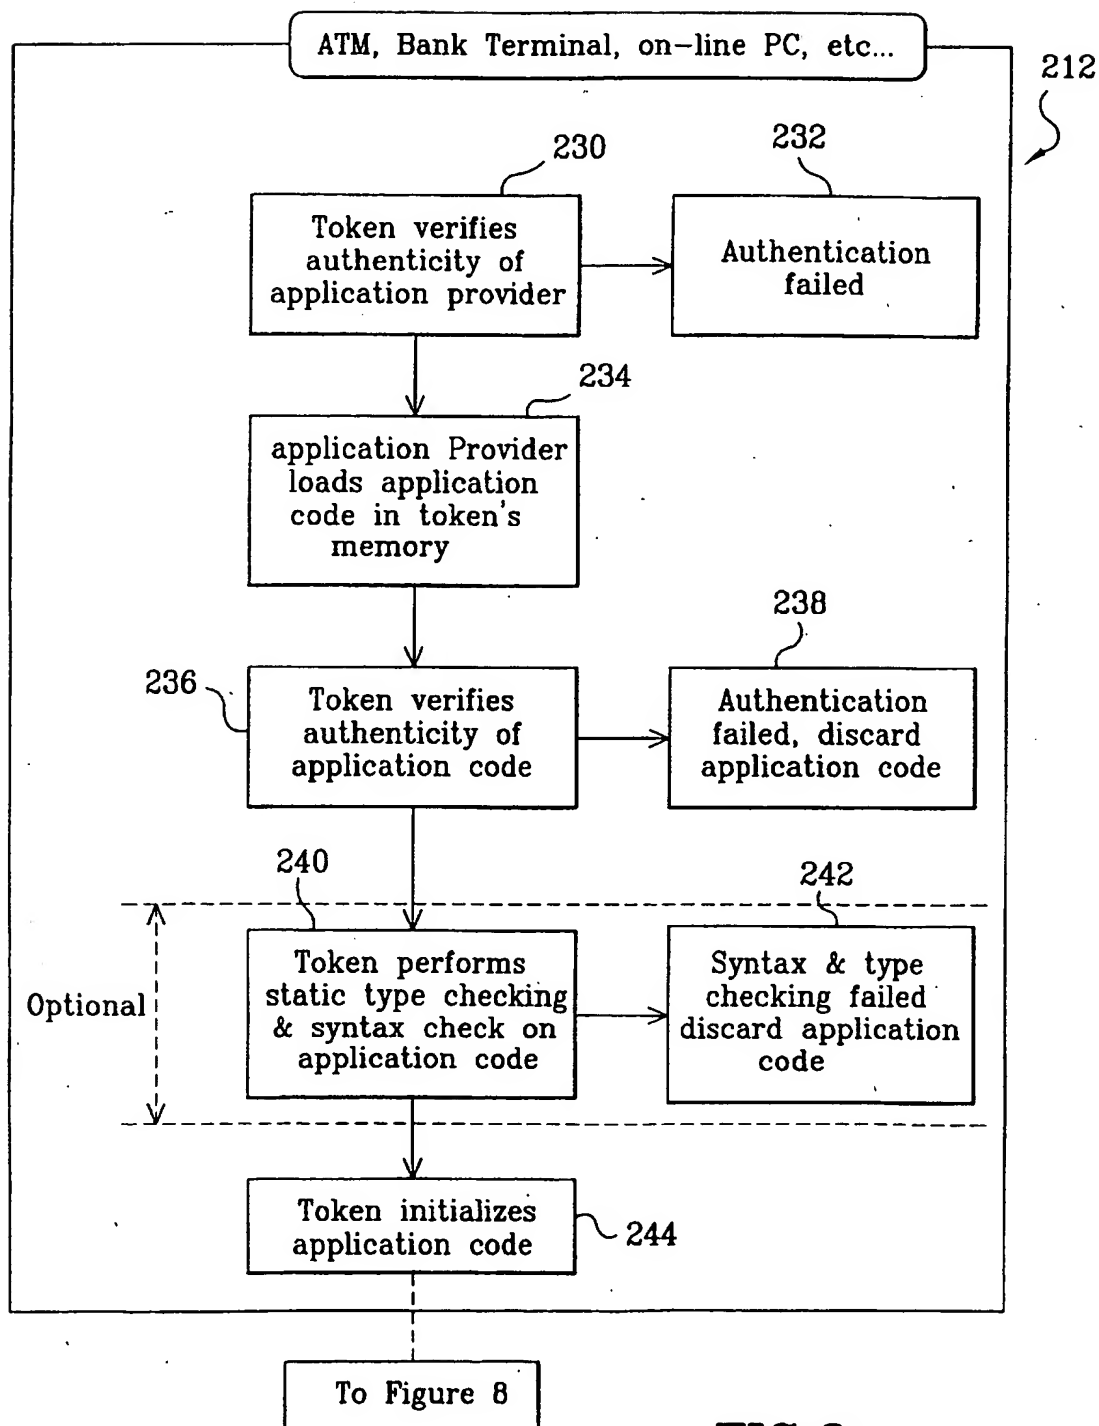 ATM, Bank Terminal, on-line PC, etc...
212
230
232
Token verifies
authenticity of
application provider
Authentication
failed
234
application Provider
loads application
code in token's
memory
238
236
Token verifies
authenticity of
application code
Authentication
failed, discard
application code
240
242
Optional
Token performs
static type checking
& syntax check on
application code
Syntax & type
checking failed
discard application
code
Token initializes
application code
244
To Figure 8